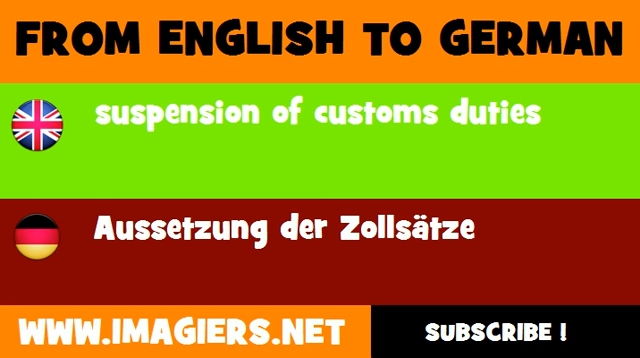 FROM ENGLISH TO GERMAN
suspension of customs duties
Aussetzung der Zollsätze
WWW.IMAGIERS.NET
SUBSCRIBE !